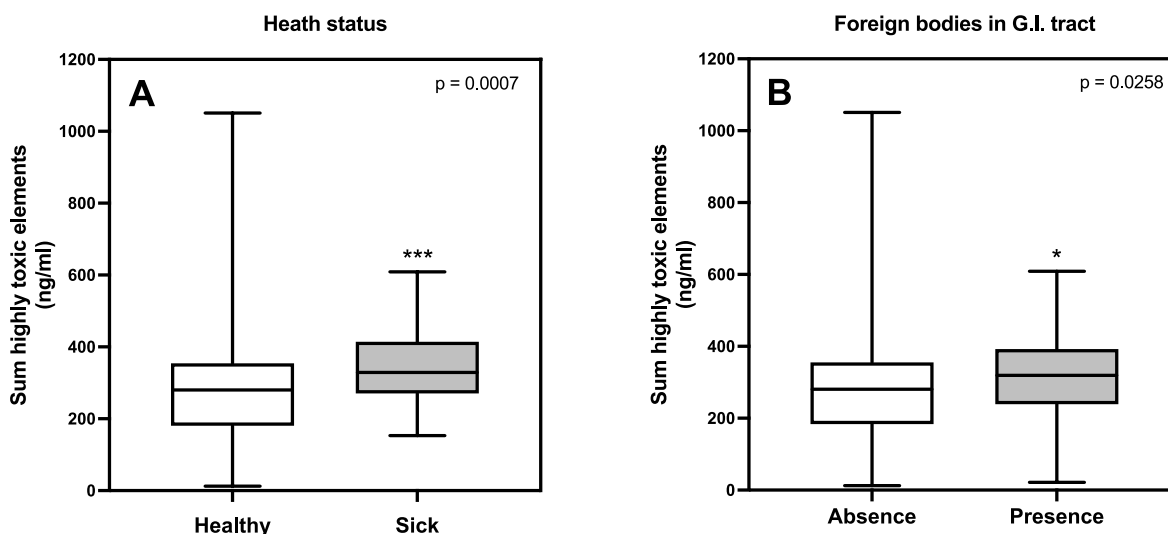 Heath status
A
p = 0.0007
Sum highly toxic elements
(ng/ml)
1200
1000
800
600
400
200
0
***
Healthy
Sick
Foreign bodies in G.I. tract
B
p = 0.0258
Sum highly toxic elements
(ng/ml)
1200
1000
800
600
400
200
0
*
Absence
Presence